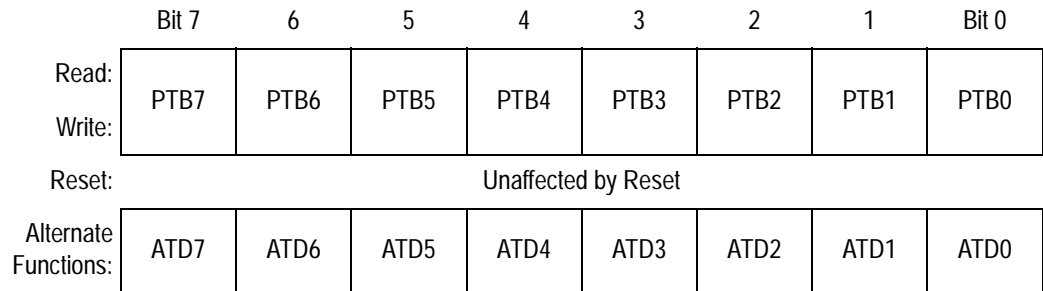 Bit 7 6 5 4 3 2 1 Bit 0
Read:
PTB7 PTB6 PTB5 PTB4 PTB3 PTB2 PTB1 PTB0
Write:
Reset: Unaffected by Reset
Alternate
Functions:
ATD7 ATD6 ATD5 ATD4 ATD3 ATD2 ATD1 ATD0